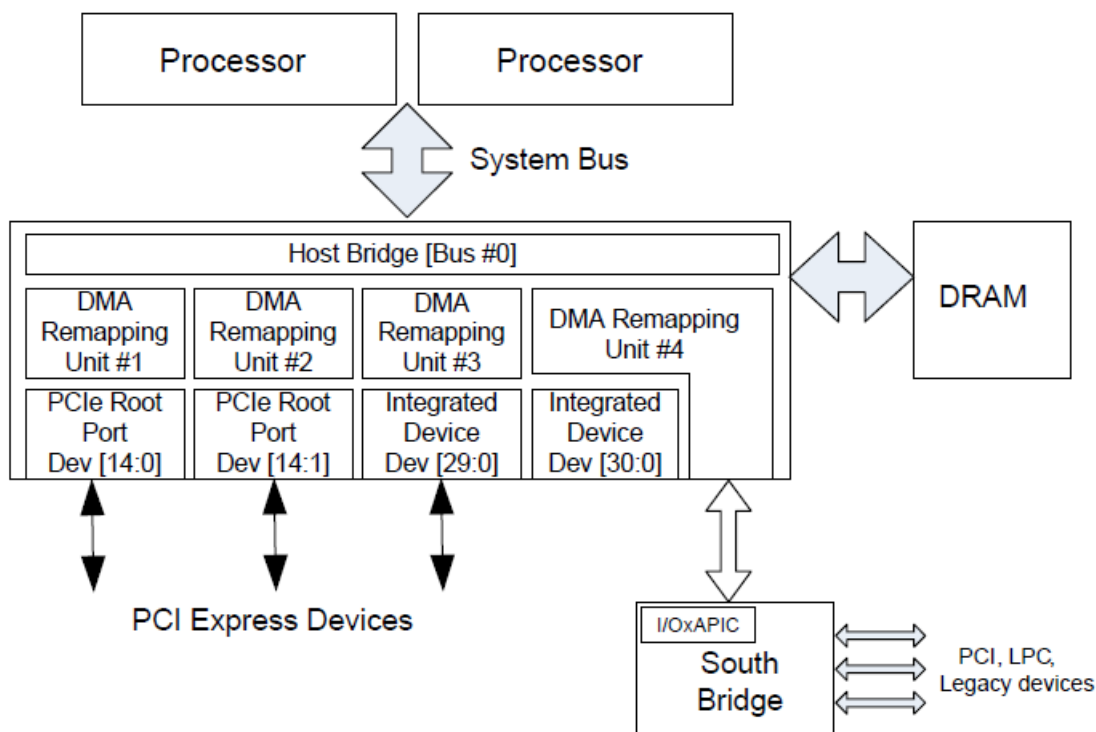 Processor
Processor
System Bus
Host Bridge [Bus #0]
DRAM
DMA
Remapping
Unit #1
DMA
Remapping
Unit #2
DMA
Remapping
Unit #3
DMA Remapping
Unit #4
PCIe Root
Port
Dev [14:0]
PCIe Root
Port
Dev [14:1]
Integrated
Device
Dev [29:0]
Integrated
Device
Dev [30:0]
PCI Express Devices
I/OxAPIC
South
Bridge
PCI, LPC,
Legacy devices